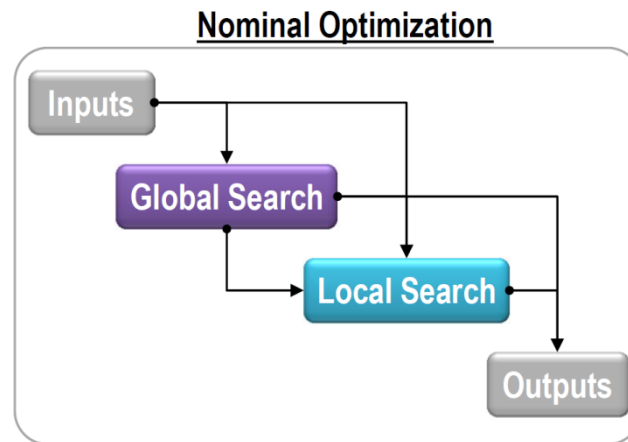 Nominal Optimization
Inputs
Global Search
Local Search
Outputs